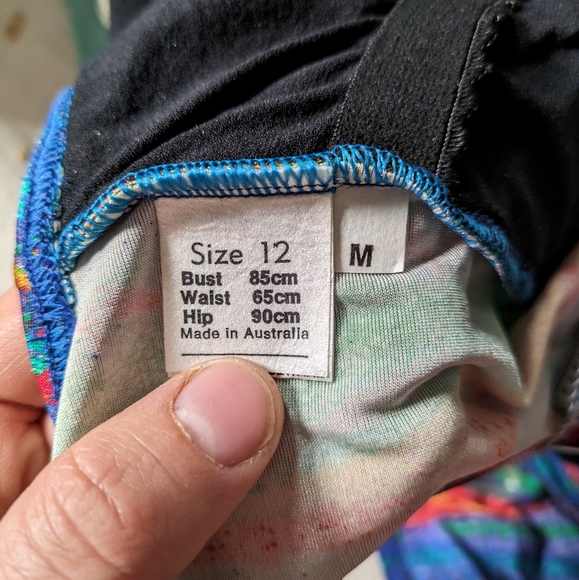 Size 12
M
Bust 85cm
Waist 65cm
Hip 90cm
Made in Australia